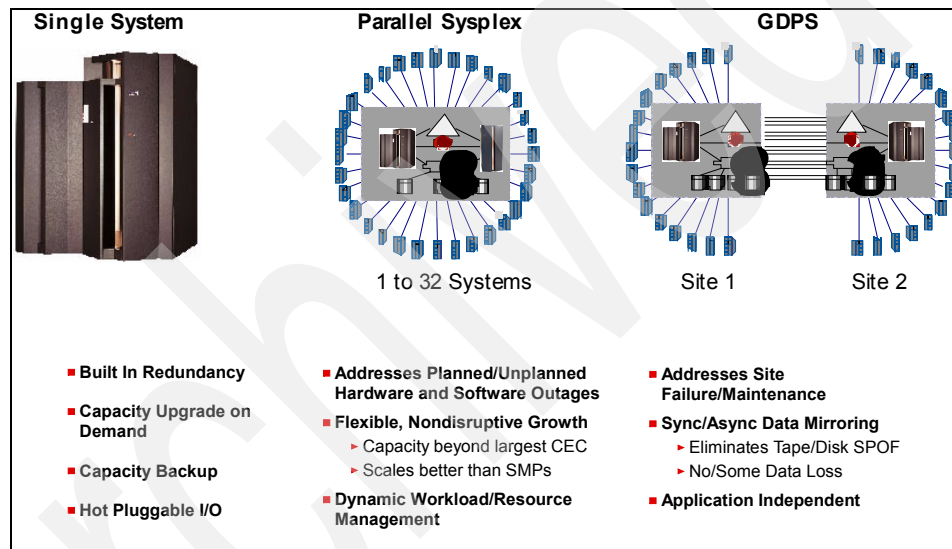 Single System
Parallel Sysplex
GDPS
1 to 32 Systems
Site 1
Site 2
Built In Redundancy
Capacity Upgrade on
Demand
Capacity Backup
Hot Pluggable I/O
Addresses Planned/Unplanned
Hardware and Software Outages
Flexible, Nondisruptive Growth
Capacity beyond largest CEC
Scales better than SMPs
Dynamic Workload/Resource
Management
Addresses Site
Failure/Maintenance
Sync/Async Data Mirroring
Eliminates Tape/Disk SPOF
No/Some Data Loss
Application Independent
rchived